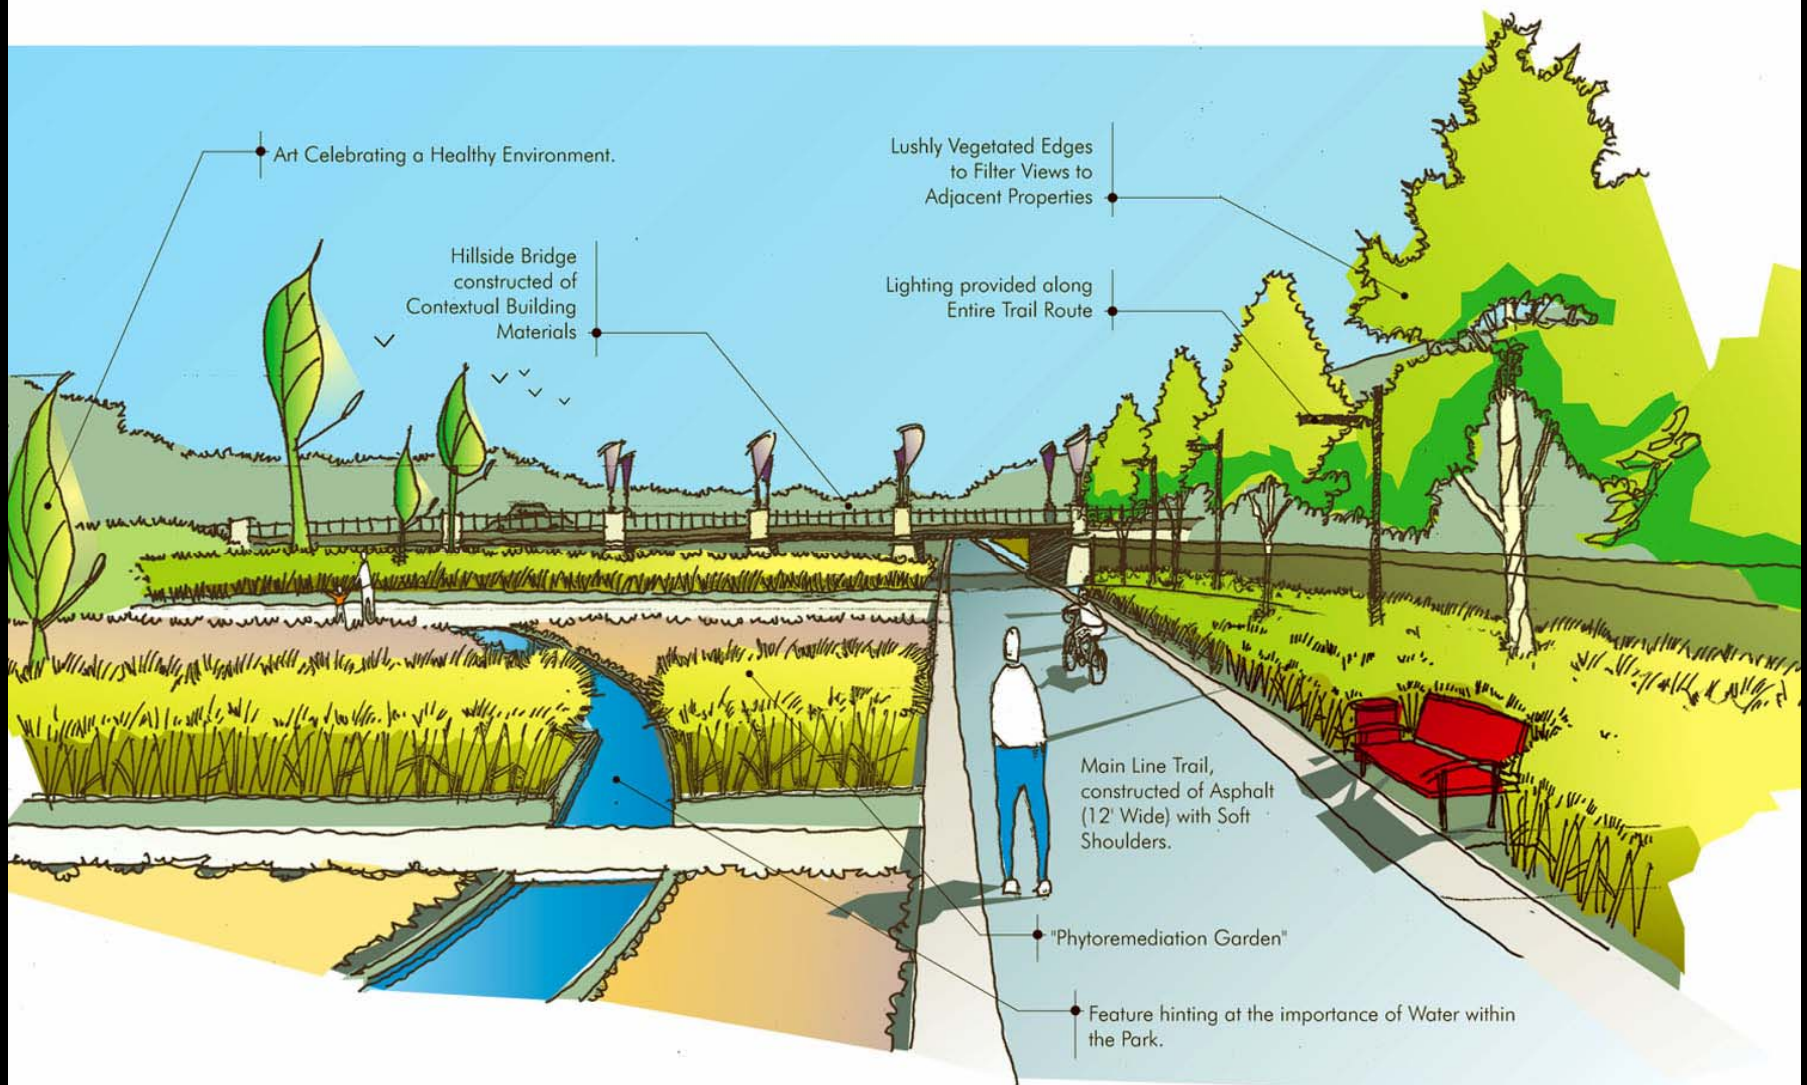 Art Celebrating a Healthy Environment.
Lushly Vegetated Edges
to Filter Views to
Adjacent Properties
Hillside Bridge
constructed of
Contextual Building
Materials
Lighting provided along
Entire Trail Route
Main Line Trail,
constructed of Asphalt
(12' Wide) with Soft
Shoulders.
"Phytoremediation Garden"
Feature hinting at the importance of Water within
the Park.